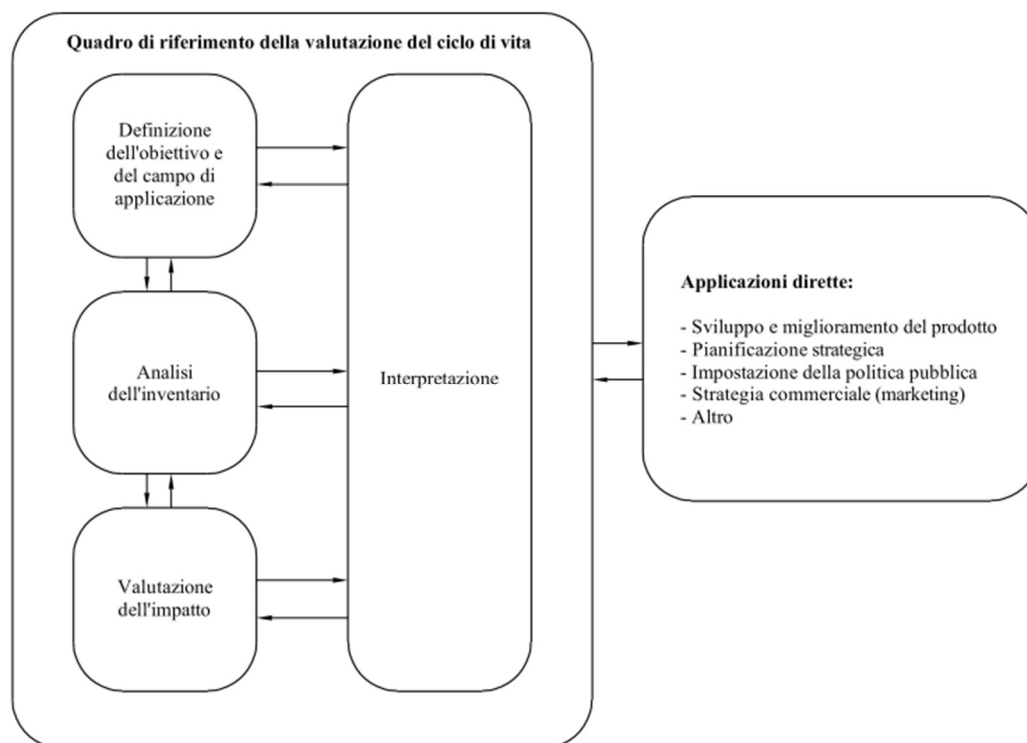 Quadro di riferimento della valutazione del ciclo di vita
Definizione
dell'obiettivo e
del campo di
applicazione
Analisi
dell'inventario
Valutazione
dell'impatto
Interpretazione
Applicazioni dirette:
- Sviluppo e miglioramento del prodotto
- Pianificazione strategica
- Impostazione della politica pubblica
- Strategia commerciale (marketing)
- Altro